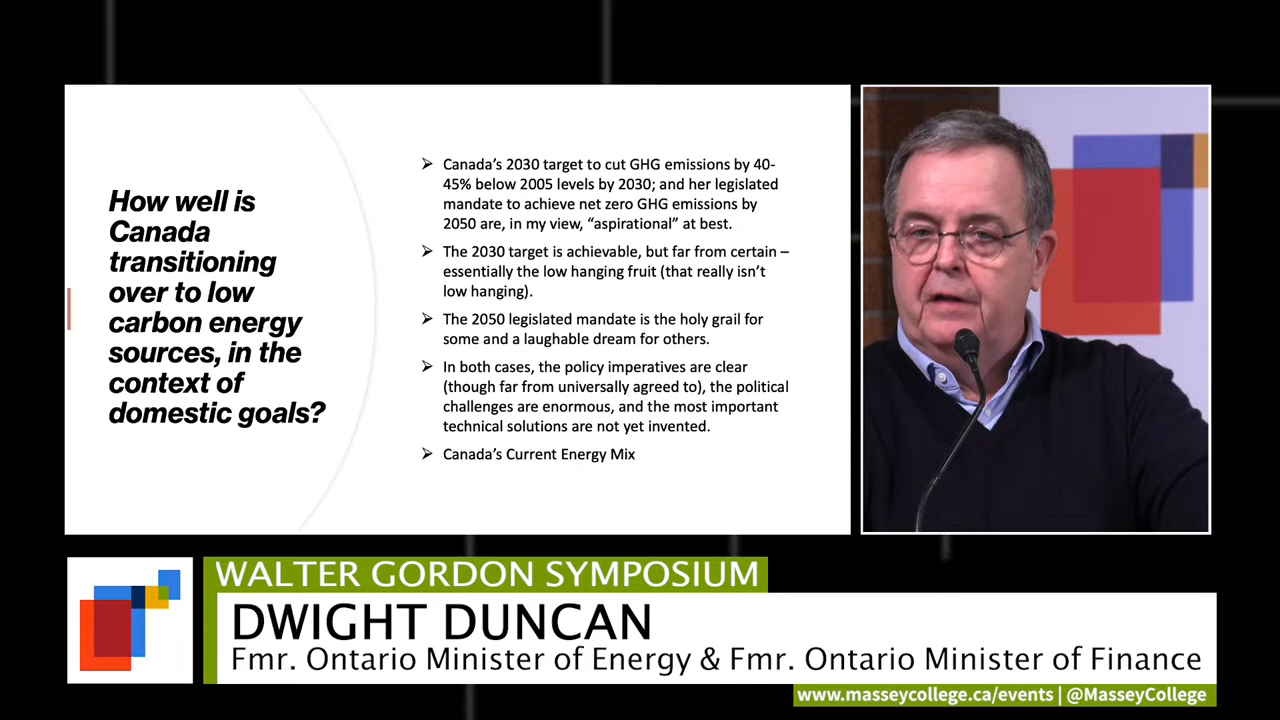 How well is
Canada
transitioning
over to low
carbon energy
sources, in the
context of
domestic goals?
➢ Canada’s 2030 target to cut GHG emissions by 40-
45% below 2005 levels by 2030; and her legislated
mandate to achieve net zero GHG emissions by
2050 are, in my view, “aspirational” at best.
➢ The 2030 target is achievable, but far from certain –
essentially the low hanging fruit (that really isn’t
low hanging).
➢ The 2050 legislated mandate is the holy grail for
some and a laughable dream for others.
➢ In both cases, the policy imperatives are clear
(though far from universally agreed to), the political
challenges are enormous, and the most important
technical solutions are not yet invented.
➢ Canada’s Current Energy Mix
WALTER GORDON SYMPOSIUM
DWIGHT DUNCAN
Fmr. Ontario Minister of Energy & Fmr. Ontario Minister of Finance
www.masseycollege.ca/events | @MasseyCollege